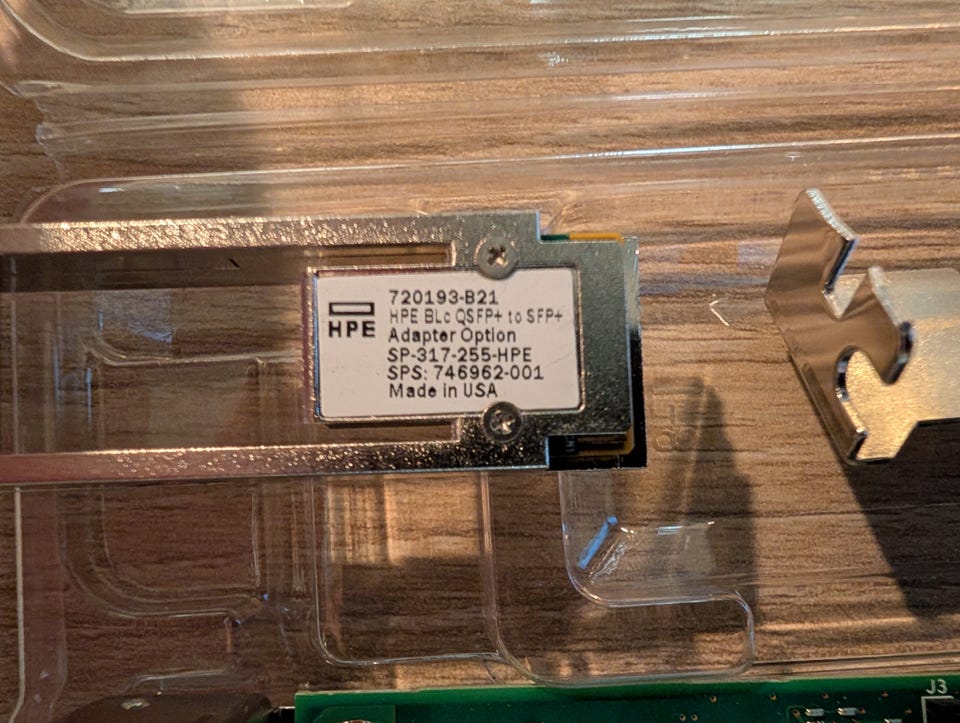 720193-B21
HPE BLc QSFP+ to SFP+
Adapter Option
SP-317-255-HPE
SPS: 746962-001
Made in USA
HPE
J3